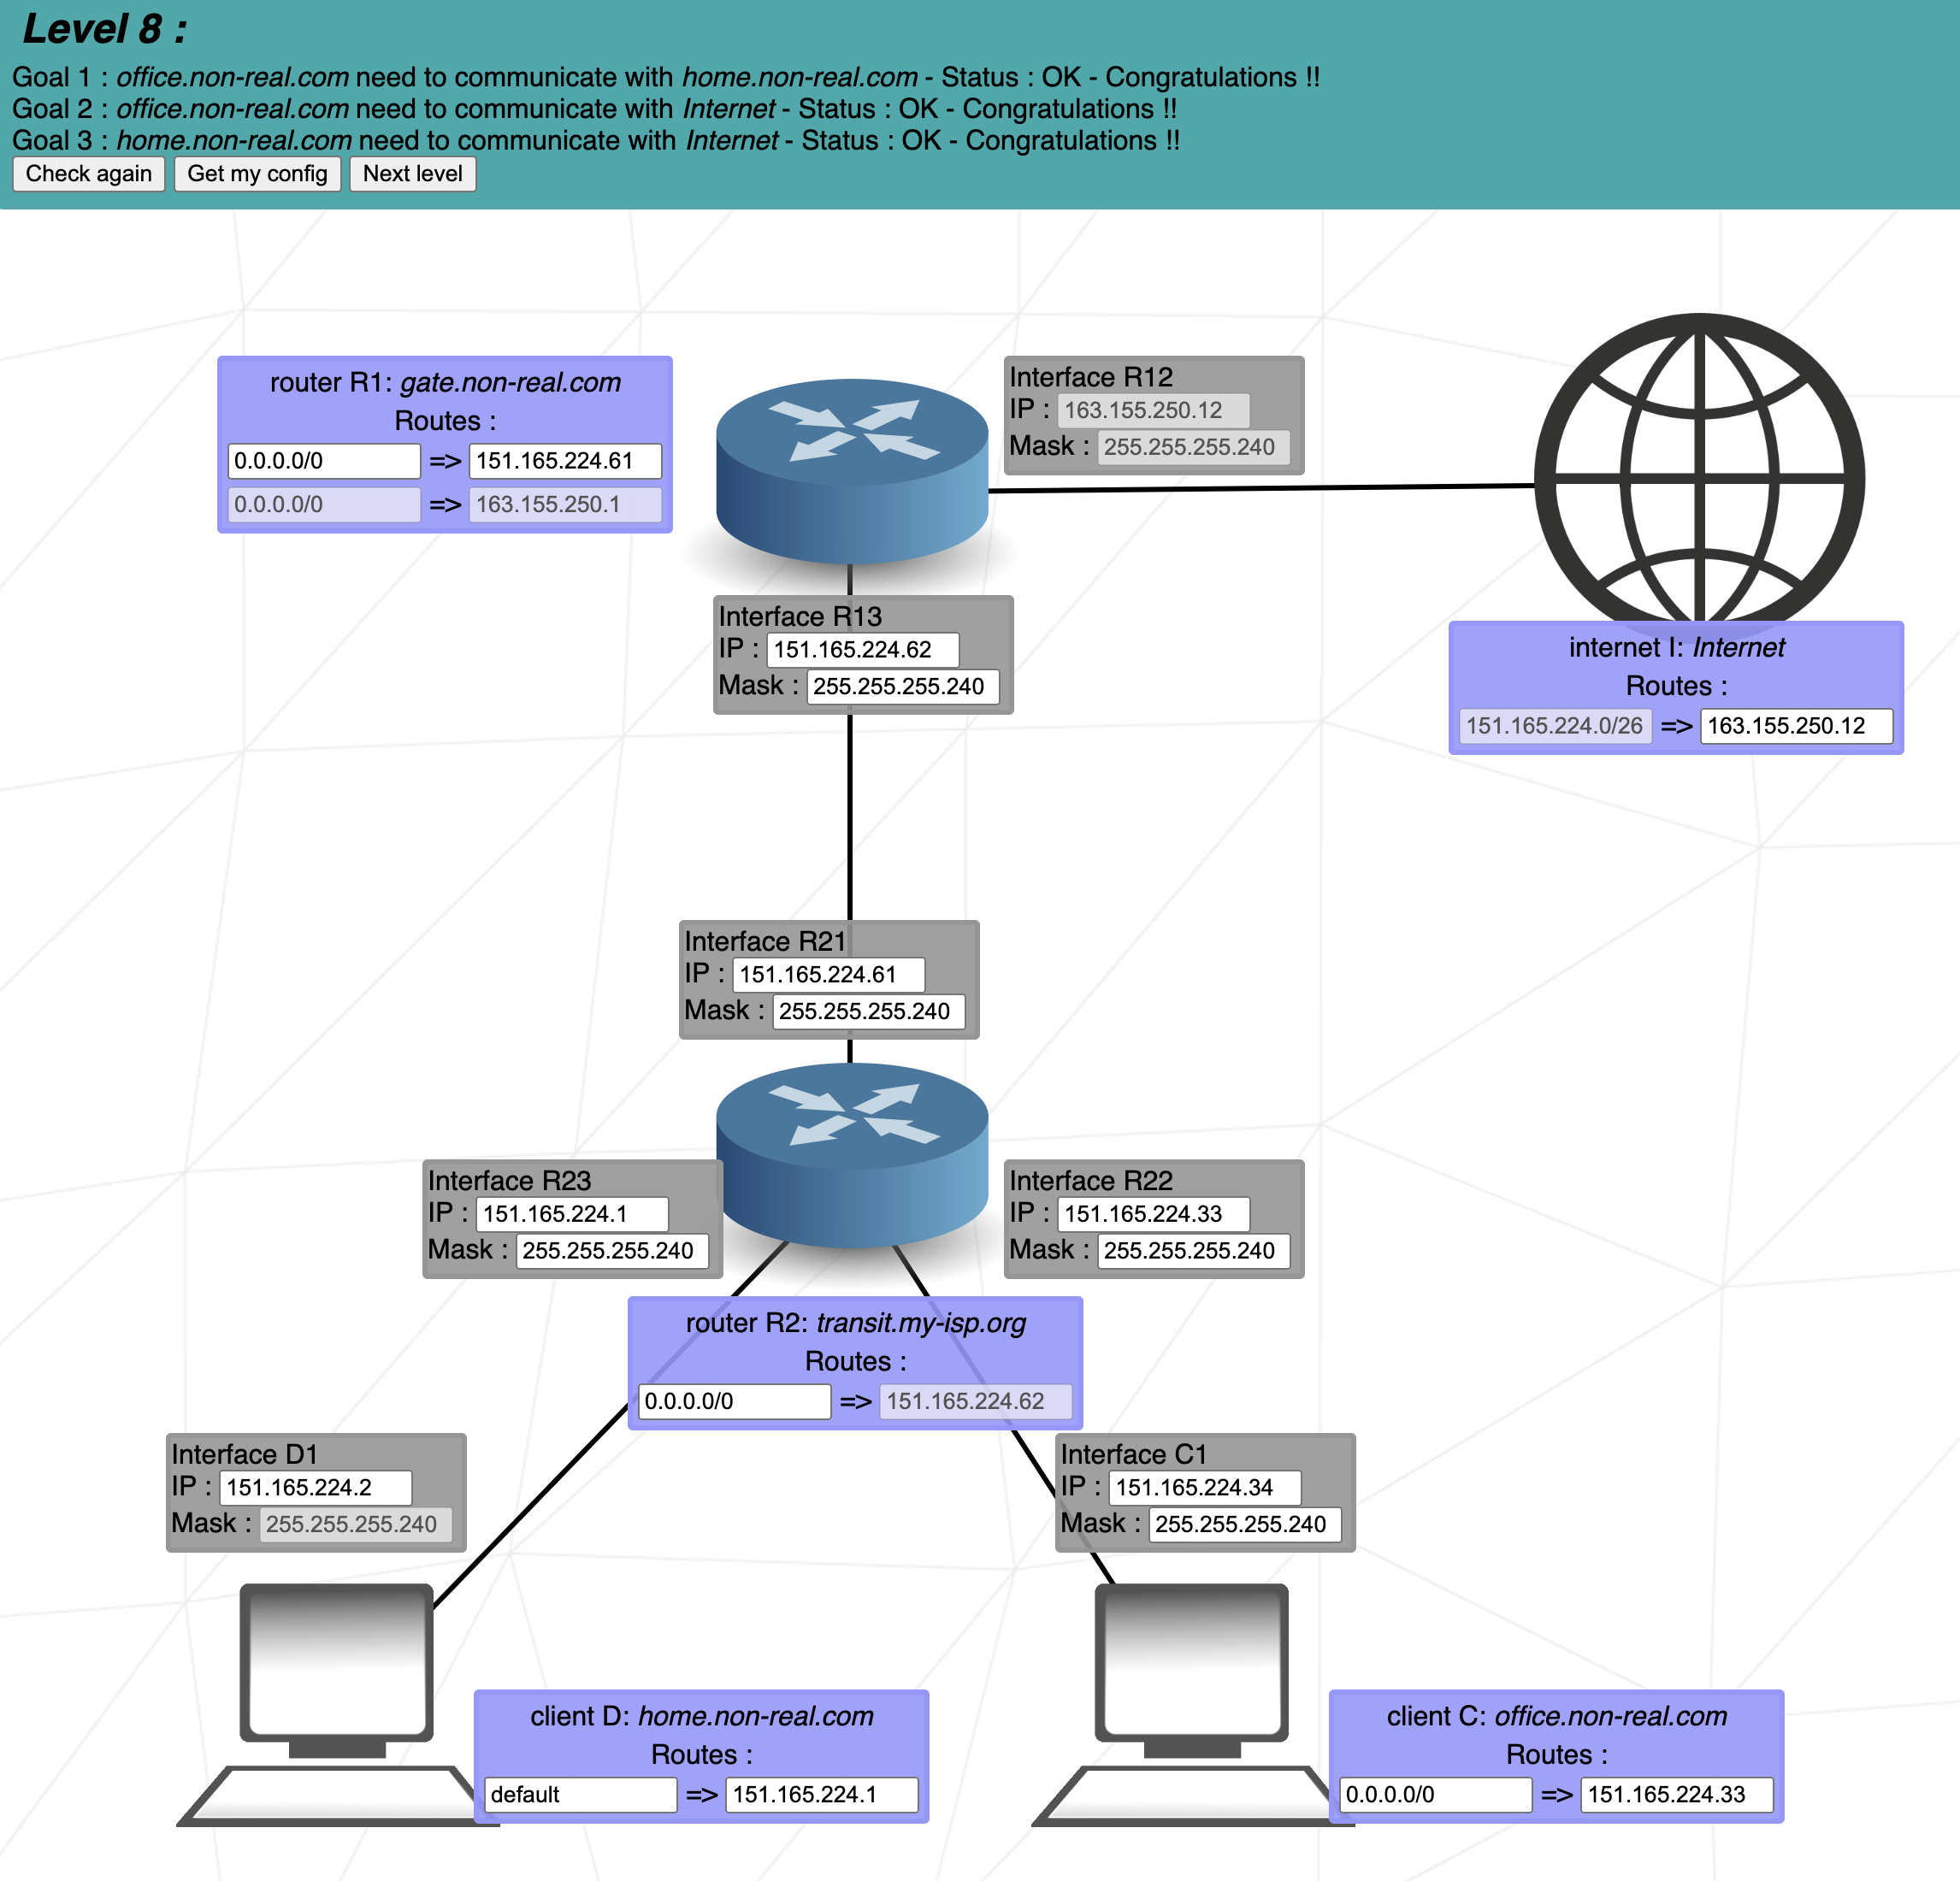 Level 8 :
Goal 1 : office.non-real.com need to communicate with home.non-real.com - Status : OK - Congratulations !!
Goal 2 : office.non-real.com need to communicate with Internet - Status : OK - Congratulations !!
Goal 3 : home.non-real.com need to communicate with Internet - Status : OK - Congratulations !!
Check again Get my config Next level
router R1: gate.non-real.com
Routes :
0.0.0.0/0 => 151.165.224.61
0.0.0.0/0 => 163.155.250.1
Interface R12
IP : 163.155.250.12
Mask : 255.255.255.240
Interface R13
IP : 151.165.224.62
Mask : 255.255.255.240
internet I: Internet
Routes :
151.165.224.0/26 => 163.155.250.12
Interface R21
IP : 151.165.224.61
Mask : 255.255.255.240
Interface R23
IP : 151.165.224.1
Mask : 255.255.255.240
Interface R22
IP : 151.165.224.33
Mask : 255.255.255.240
router R2: transit.my-isp.org
Routes :
0.0.0.0/0 => 151.165.224.62
Interface D1
IP : 151.165.224.2
Mask : 255.255.255.240
Interface C1
IP : 151.165.224.34
Mask : 255.255.255.240
client D: home.non-real.com
Routes :
default => 151.165.224.1
client C: office.non-real.com
Routes :
0.0.0.0/0 => 151.165.224.33